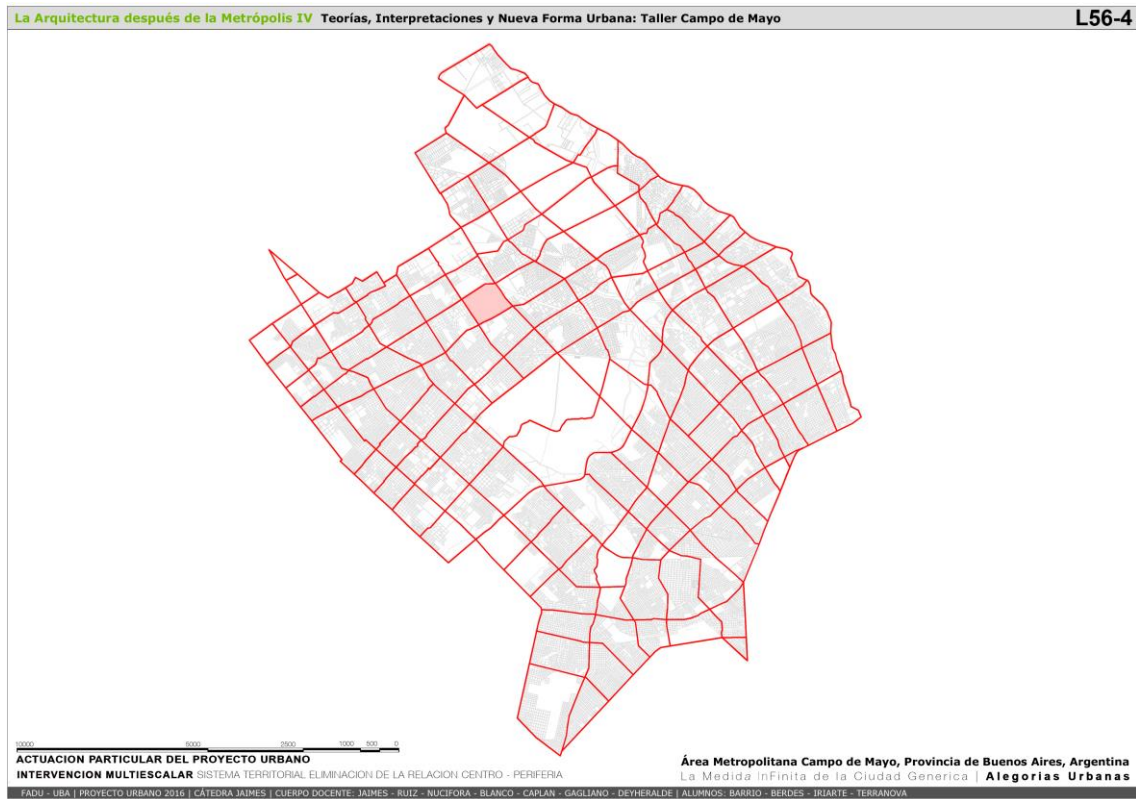 La Arquitectura después de la Metrópolis IV Teorías, Interpretaciones y Nueva Forma Urbana: Taller Campo de Mayo
L56-4
10000 5000 2500 1000 500 0
ACTUACION PARTICULAR DEL PROYECTO URBANO
INTERVENCION MULTIESCALAR SISTEMA TERRITORIAL ELIMINACION DE LA RELACION CENTRO - PERIFERIA
Área Metropolitana Campo de Mayo, Provincia de Buenos Aires, Argentina
La Medida InFinita de la Ciudad Generica | Alegorias Urbanas
FADU - UBA | PROYECTO URBANO 2016 | CÁTEDRA JAIMES | CUERPO DOCENTE: JAIMES - RUIZ - NUCIFORA - BLANCO - CAPLAN - GAGLIANO - DEYHERALDE | ALUMNOS: BARRIO - BERDES - IRIARTE - TERRANOVA